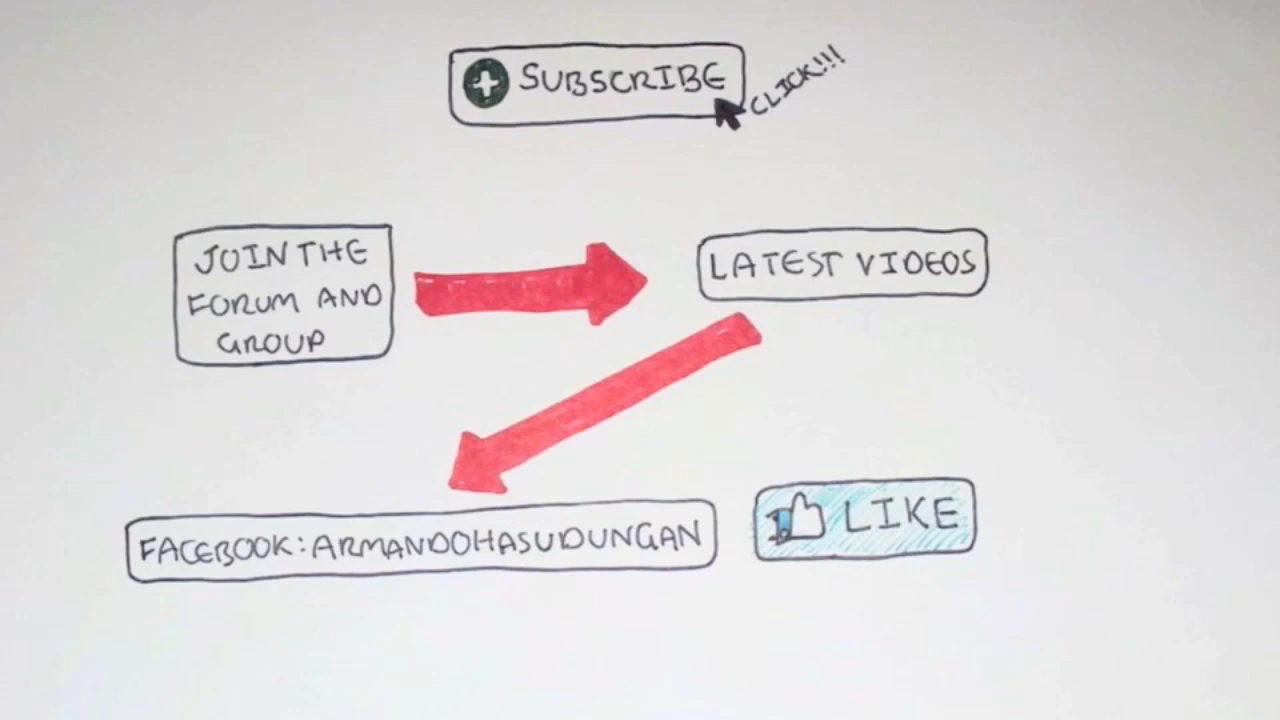 SUBSCRIBE
CLICK!!!
JOIN THE
FORUM AND
GROUP
LATEST VIDEOS
FACEBOOK: ARMANDOHASUDUNGAN
LIKE